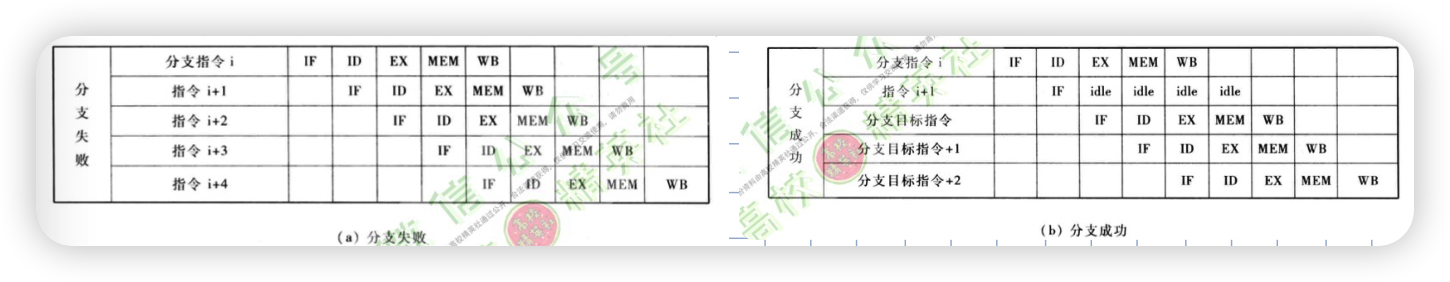 分支失败
分支指令 i IF ID EX MEM WB
指令 i+1 IF ID EX MEM WB
指令 i+2 IF ID EX MEM WB
指令 i+3 IF ID EX MEM WB
指令 i+4 IF ID EX MEM WB
(a) 分支失败
分支成功
分支指令 i IF ID EX MEM WB
指令 i+1 IF idle idle idle idle
分支目标指令 IF ID EX MEM WB
分支目标指令+1 IF ID EX MEM WB
分支目标指令+2 IF ID EX MEM WB
(b) 分支成功